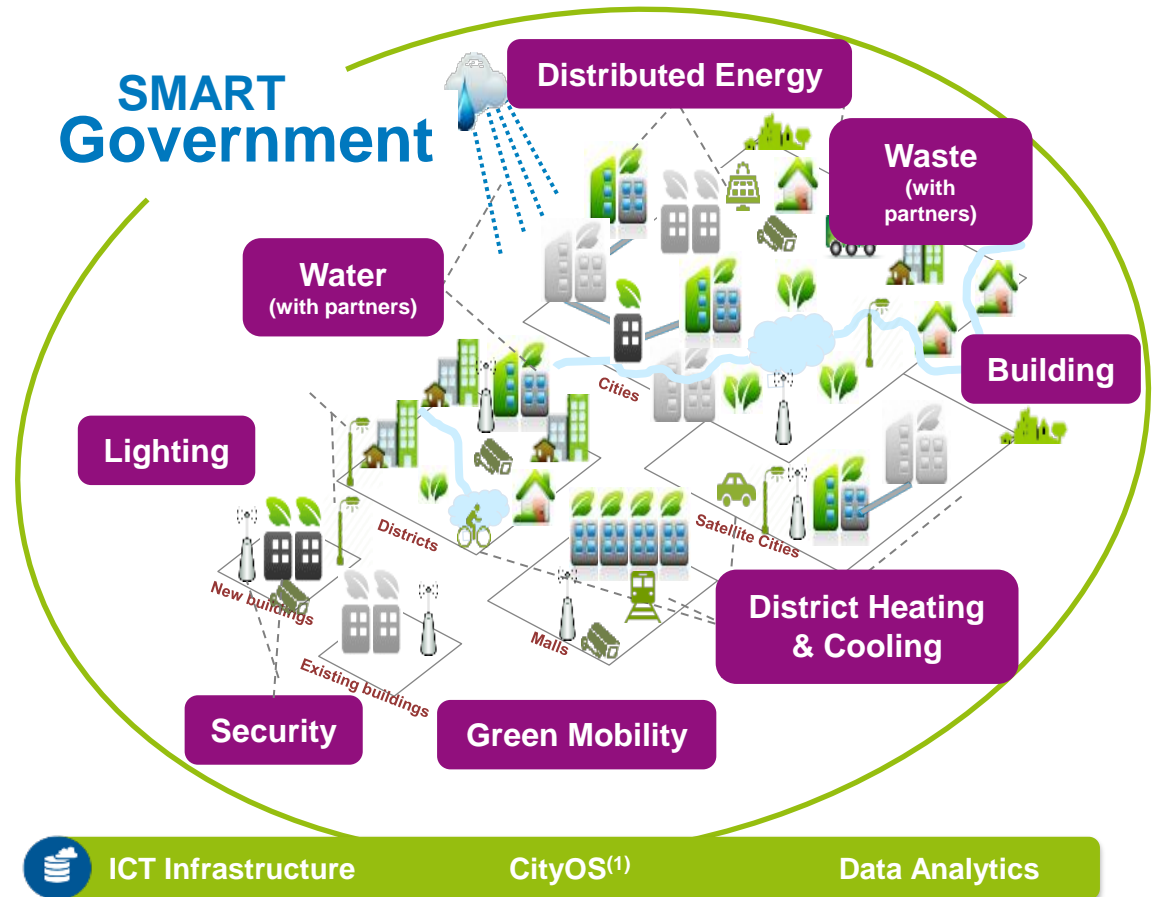 SMART
Government
Distributed Energy
Waste
(with
partners)
Water
(with partners)
Cities
Building
Lighting
Districts
Satellite Cities
New buildings
Malls
Existing buildings
District Heating
& Cooling
Security
Green Mobility
ICT Infrastructure
CityOS(1)
Data Analytics